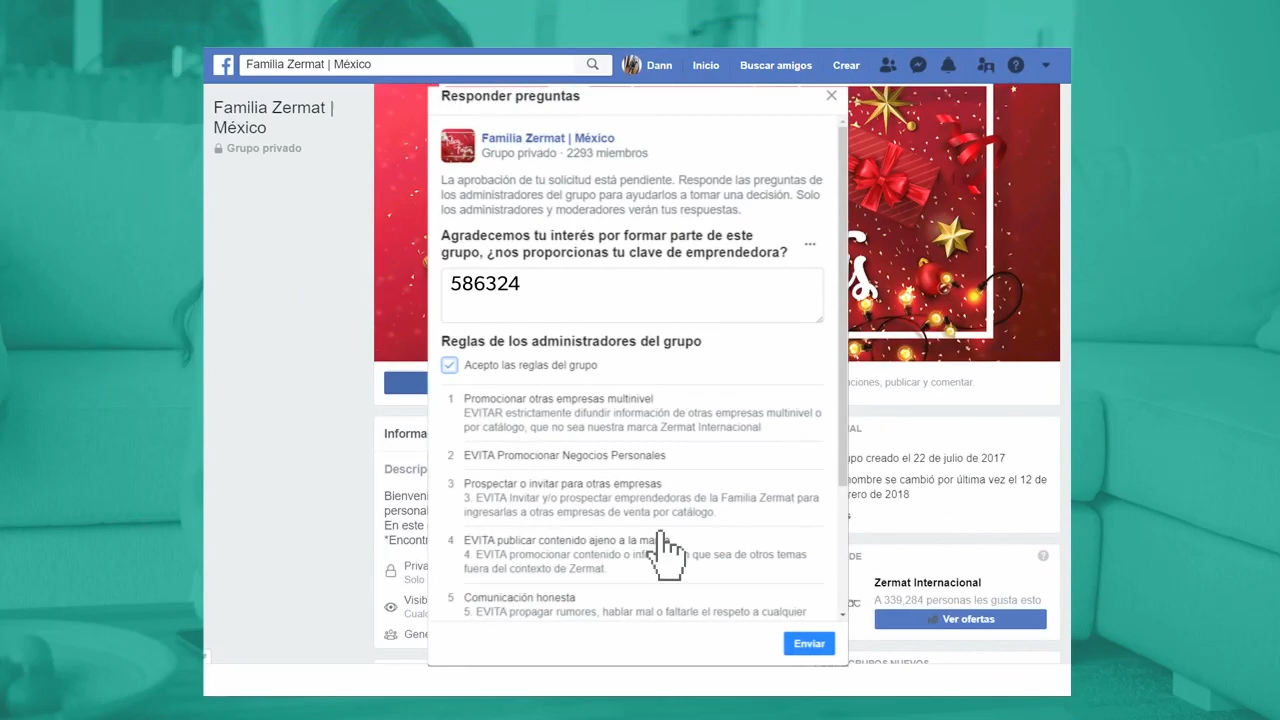 Familia Zermat | México
Dann
Inicio
Buscar amigos
Crear
Familia Zermat |
México
Grupo privado
Responder preguntas
Familia Zermat | México
Grupo privado · 2293 miembros
La aprobación de tu solicitud está pendiente. Responde las preguntas de
los administradores del grupo para ayudarlos a tomar una decisión. Solo
los administradores y moderadores verán tus respuestas.
Agradecemos tu interés por formar parte de este
grupo, ¿nos proporcionas tu clave de emprendedora?
586324
Reglas de los administradores del grupo
Acepto las reglas del grupo
1 Promocionar otras empresas multinivel
EVITAR estrictamente difundir información de otras empresas multinivel o
por catálogo, que no sea nuestra marca Zermat Internacional
2 EVITA Promocionar Negocios Personales
3 Prospectar o invitar para otras empresas
3. EVITA Invitar y/o prospectar emprendedoras de la Familia Zermat para
ingresarlas a otras empresas de venta por catálogo.
4 EVITA publicar contenido ajeno a la
4. EVITA promocionar contenido o que sea de otros temas
fuera del contexto de Zermat.
5 Comunicación honesta
5. EVITA propagar rumores, hablar mal o faltarle el respeto a cualquier
Enviar
Informa
Descrip
Bienveni
personal
En este
*Encont
Priva
Solo
Visib
Cualq
Gene
ciones, publicar y comentar.
AL
upo creado el 22 de julio de 2017
nombre se cambió por última vez el 12 de
rero de 2018
DE
Zermat Internacional
A 339,284 personas les gusta esto
Ver ofertas